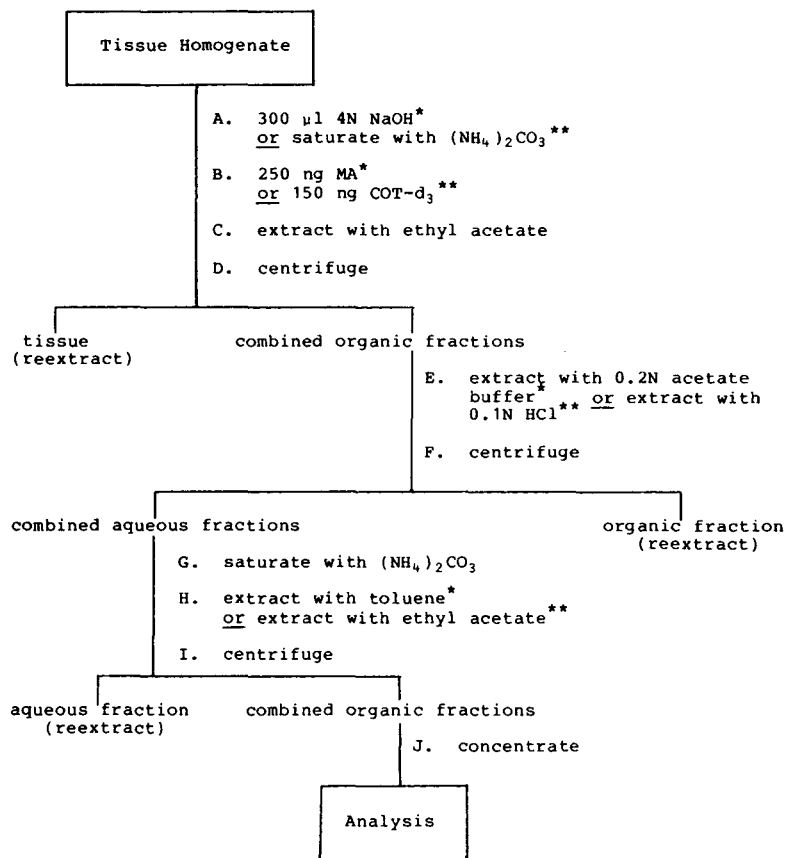 Tissue Homogenate
A. 300 µl 4N NaOH*
or saturate with (NH₄)₂CO₃**
B. 250 ng MA*
or 150 ng COT-d₃**
C. extract with ethyl acetate
D. centrifuge
tissue
(reextract)
combined organic fractions
E. extract with 0.2N acetate
buffer* or extract with
0.1N HCl**
F. centrifuge
combined aqueous fractions
organic fraction
(reextract)
G. saturate with (NH₄)₂CO₃
H. extract with toluene*
or extract with ethyl acetate**
I. centrifuge
aqueous fraction
(reextract)
combined organic fractions
J. concentrate
Analysis